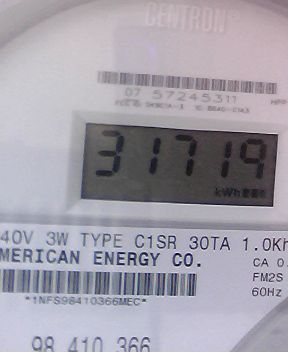 CENTRON®
07 57245311
31719
kWh
40V 3W TYPE C1SR 30TA 1.0Kh
MERICAN ENERGY CO.
CA 0.
FM2S
60Hz
*1NFS98410366MEC*
98 410 366